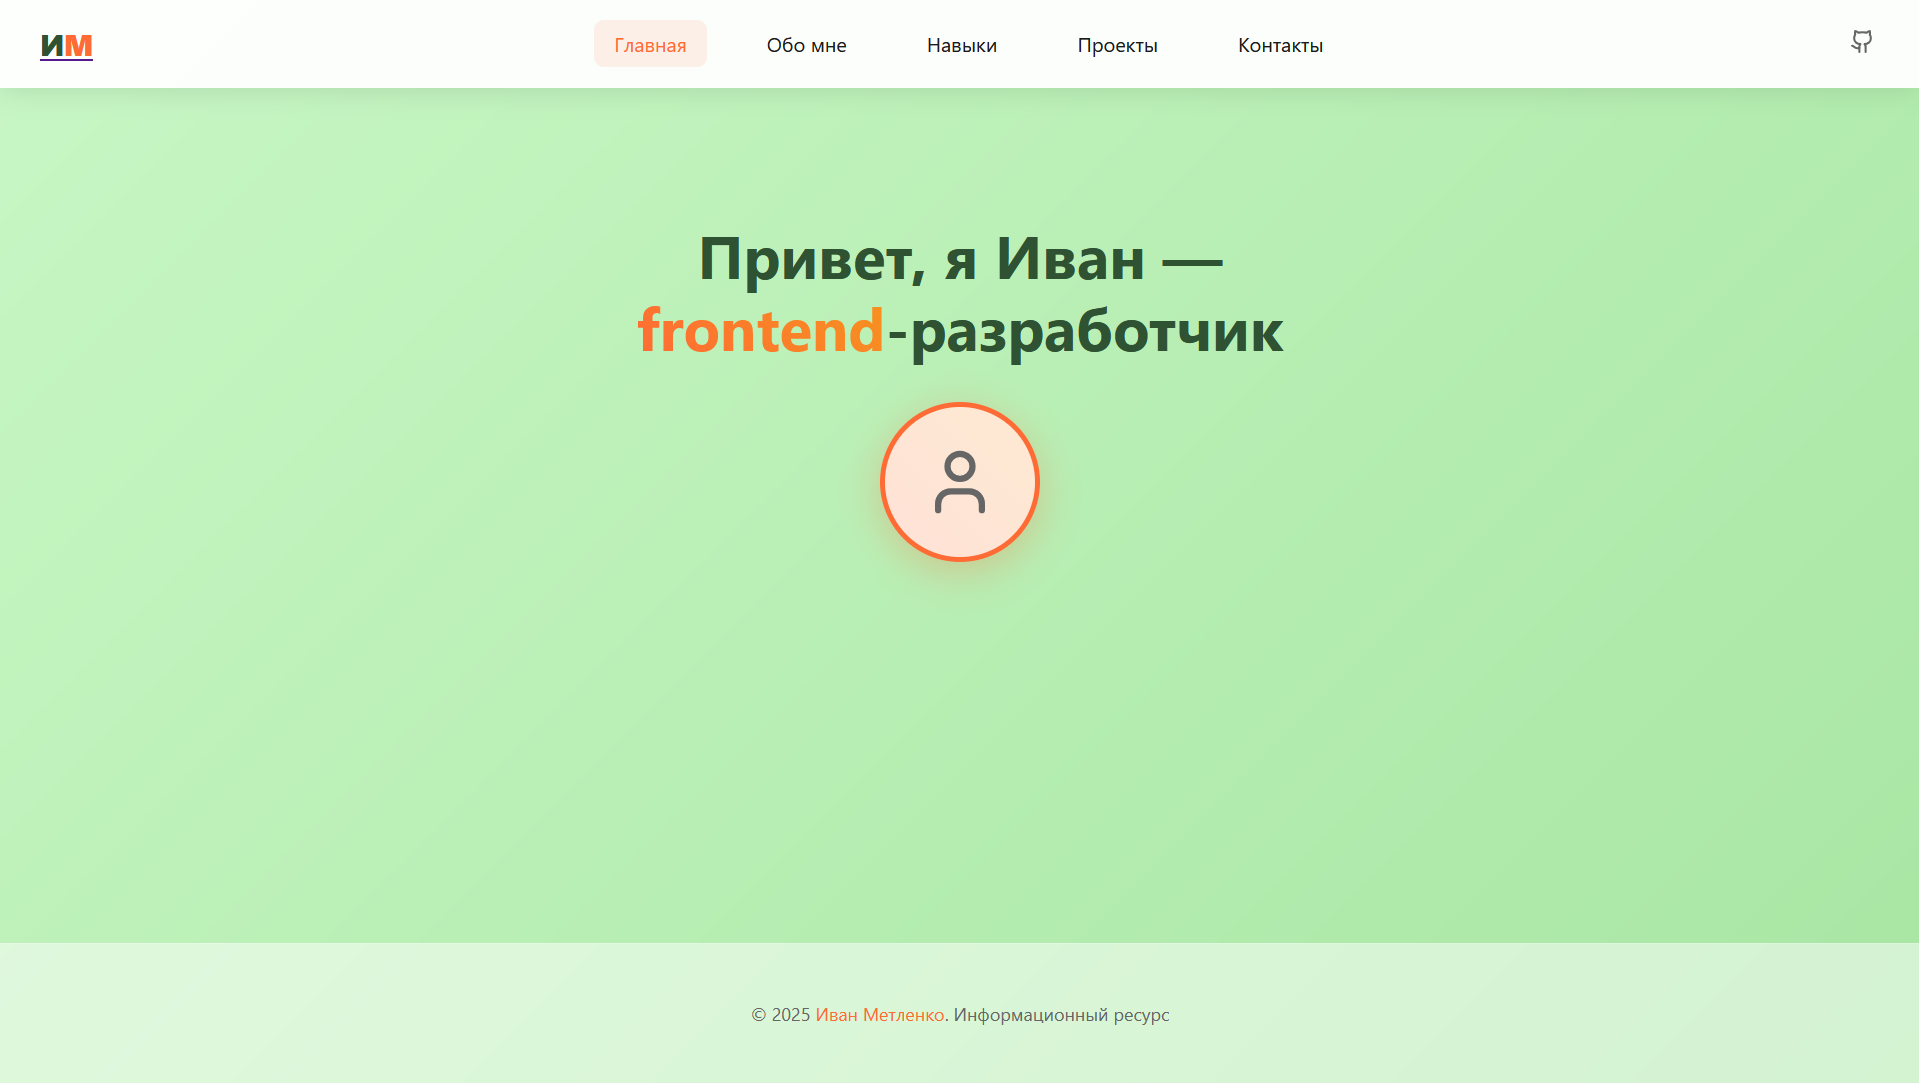 ИМ
Главная
Обо мне
Навыки
Проекты
Контакты
Привет, я Иван —
frontend-разработчик
© 2025 Иван Метленко. Информационный ресурс